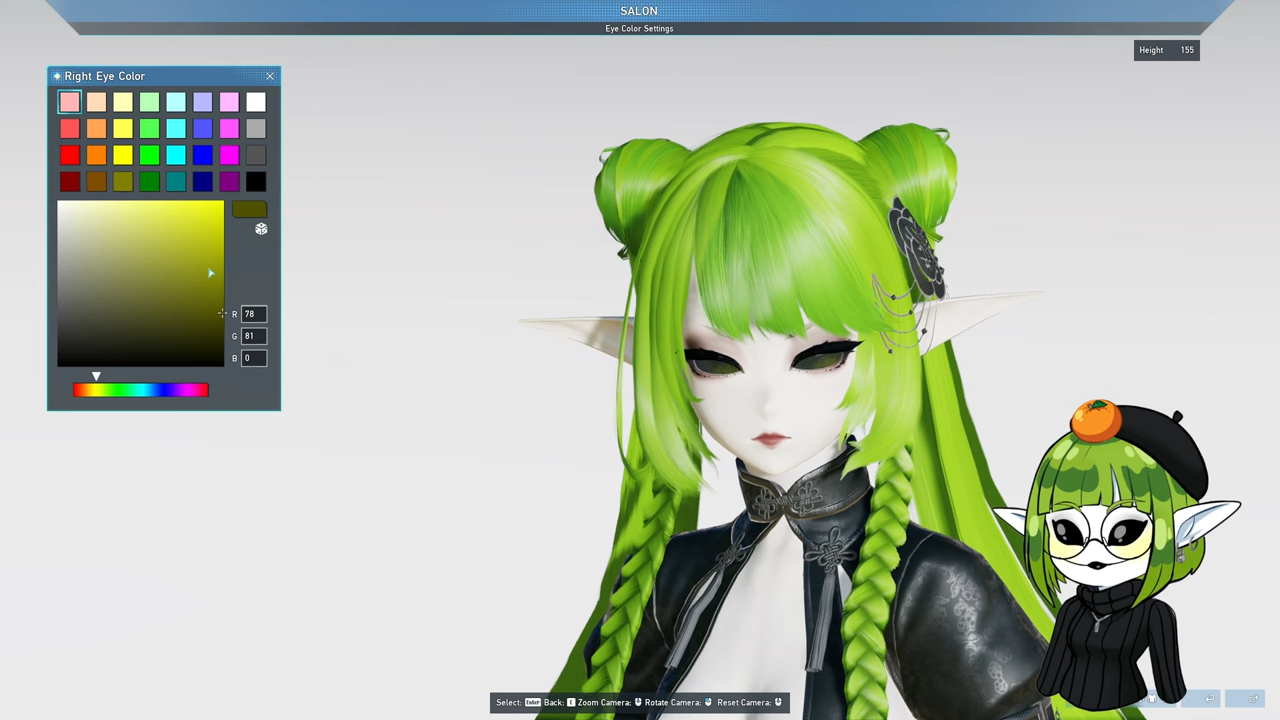 SALON
Eye Color Settings
Height 155
Right Eye Color
R 78
G 81
B 0
Select: Enter Back: Zoom Camera: Rotate Camera: Reset Camera: